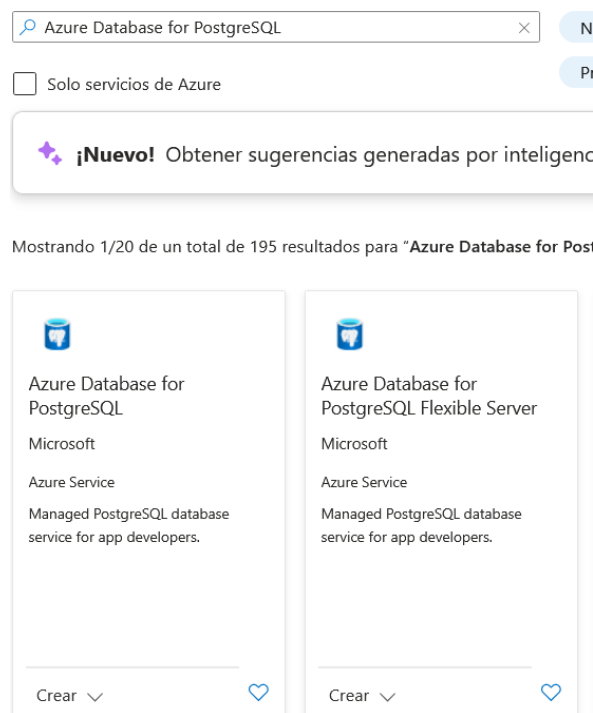 Azure Database for PostgreSQL
Solo servicios de Azure
¡Nuevo! Obtener sugerencias generadas por
Mostrando 1/20 de un total de 195 resultados para “Azure Database for
Azure Database for
PostgreSQL
Microsoft
Azure Service
Managed PostgreSQL database
service for app developers.
Crear
Azure Database for
PostgreSQL Flexible Server
Microsoft
Azure Service
Managed PostgreSQL database
service for app developers.
Crear